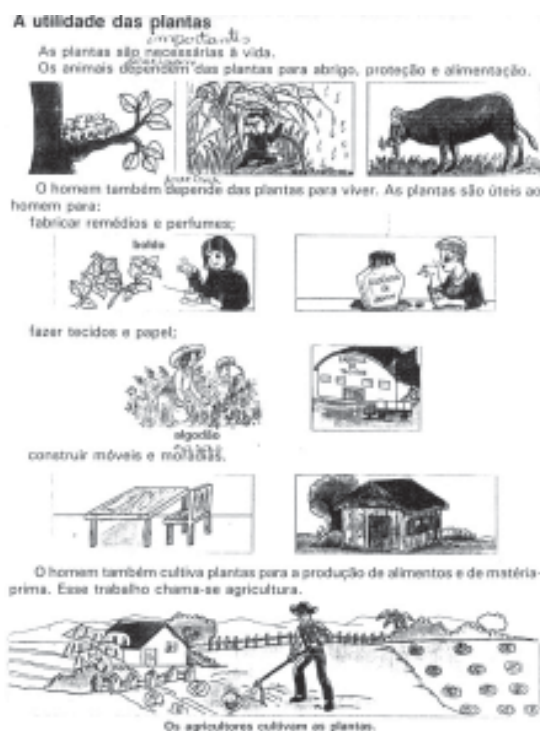 A utilidade das plantas
importantes
As plantas são necessárias à vida.
Os animais dependem das plantas para abrigo, proteção e alimentação.
O homem também depende das plantas para viver. As plantas são úteis ao
homem para:
fabricar remédios e perfumes;
boldo
fazer tecidos e papel;
algodão
construir móveis e moradias.
O homem também cultiva plantas para a produção de alimentos e de matéria-
prima. Esse trabalho chama-se agricultura.
Os agricultores cultivam as plantas.